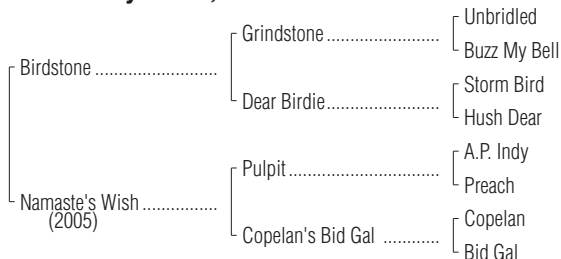 Unbridled
Grindstone ............................
Buzz My Bell
Birdstone ..............................
Storm Bird
Dear Birdie ............................
Hush Dear
A.P. Indy
Pulpit .....................................
Preach
Namaste's Wish ..................
(2005)
Copelan
Copelan's Bid Gal .............
Bid Gal